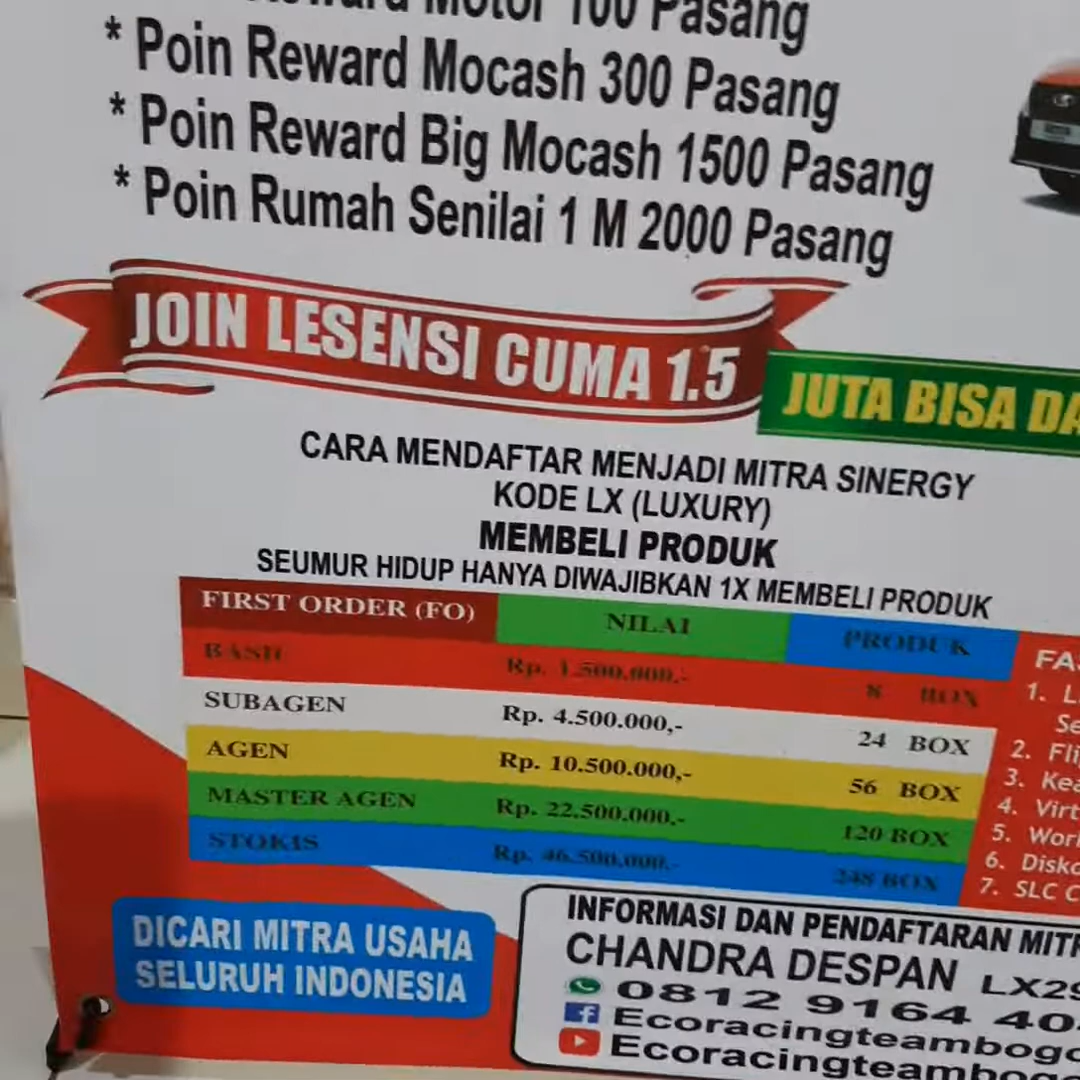 Reward Motor 100 Pasang
* Poin Reward Mocash 300 Pasang
* Poin Reward Big Mocash 1500 Pasang
* Poin Rumah Senilai 1 M 2000 Pasang
JOIN LESENSI CUMA 1.5 JUTA BISA
CARA MENDAFTAR MENJADI MITRA SINERGY
KODE LX (LUXURY)
MEMBELI PRODUK
SEUMUR HIDUP HANYA DIWAJIBKAN 1X MEMBELI PRODUK
FIRST ORDER (FO) NILAI PRODUK
BASIC Rp. 1.500.000,- 8 BOX
SUBAGEN Rp. 4.500.000,- 24 BOX
AGEN Rp. 10.500.000,- 56 BOX
MASTER AGEN Rp. 22.500.000,- 120 BOX
STOKIS Rp. 46.500.000,- 248 BOX
1.
2.
3.
4.
5.
6.
7. SLC
DICARI MITRA USAHA
SELURUH INDONESIA
INFORMASI DAN PENDAFTARAN
CHANDRA DESPAN
0812 9164